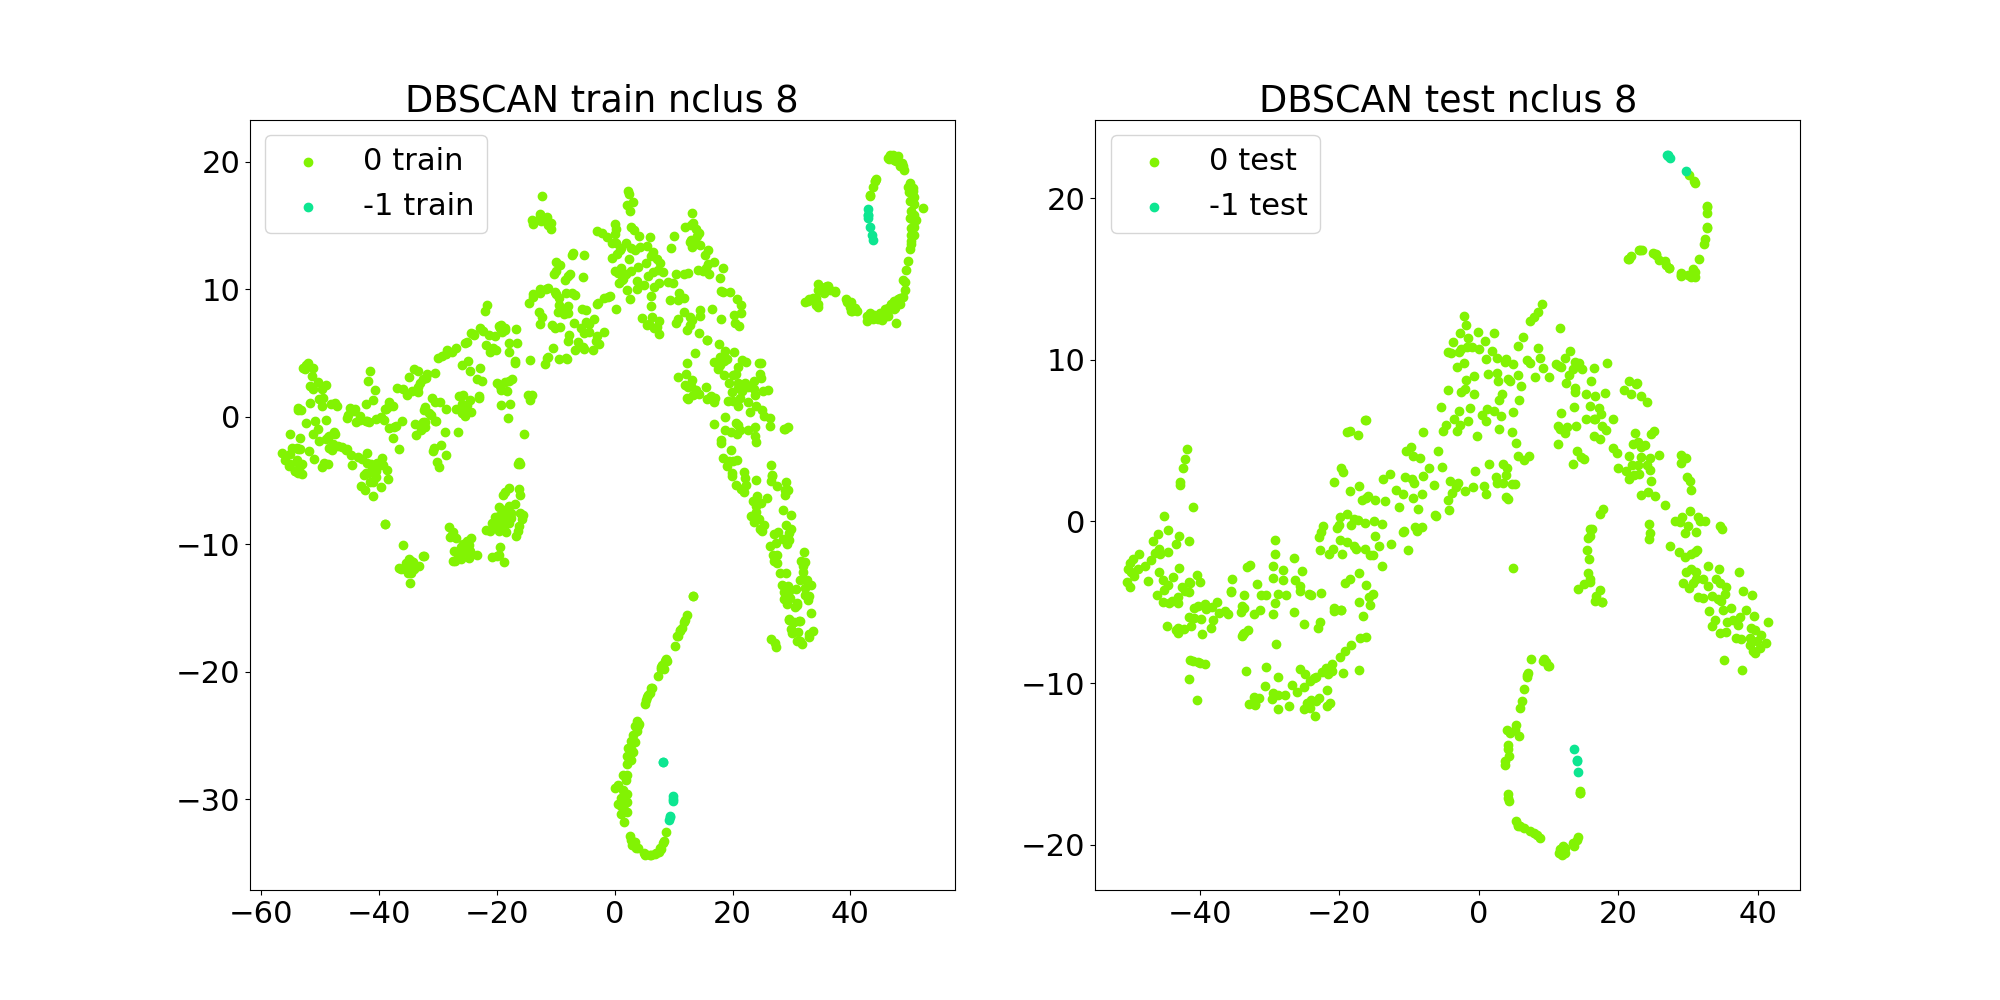 DBSCAN train nclus 8
0 train
-1 train
20
10
0
−10
−20
−30
−60 −40 −20 0 20 40
DBSCAN test nclus 8
0 test
-1 test
20
10
0
−10
−20
−40 −20 0 20 40